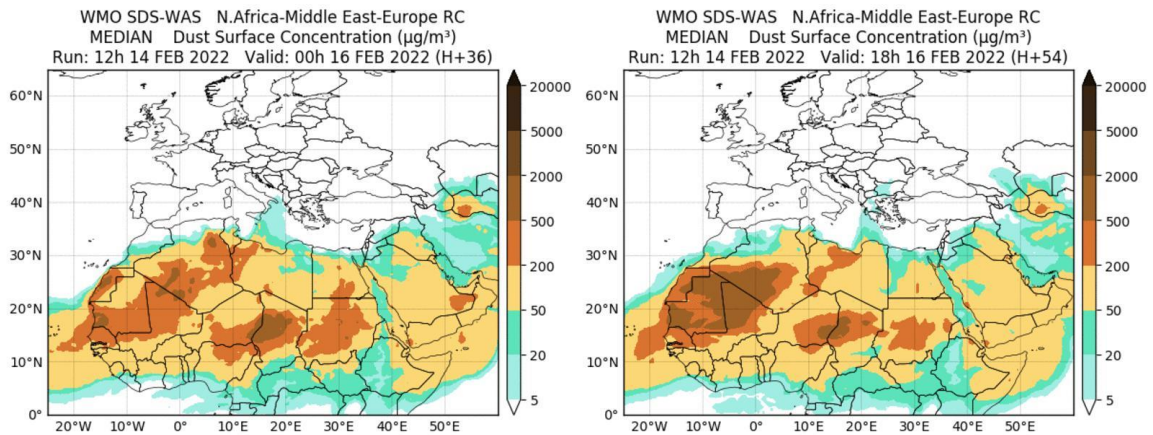 WMO SDS-WAS   N.Africa-Middle East-Europe RC
MEDIAN    Dust Surface Concentration (µg/m³)
Run: 12h 14 FEB 2022   Valid: 00h 16 FEB 2022 (H+36)
60°N
50°N
40°N
30°N
20°N
10°N
0°
20°W
10°W
0°
10°E
20°E
30°E
40°E
50°E
20000
5000
2000
500
200
50
20
5
WMO SDS-WAS   N.Africa-Middle East-Europe RC
MEDIAN    Dust Surface Concentration (µg/m³)
Run: 12h 14 FEB 2022   Valid: 18h 16 FEB 2022 (H+54)
60°N
50°N
40°N
30°N
20°N
10°N
0°
20°W
10°W
0°
10°E
20°E
30°E
40°E
50°E
20000
5000
2000
500
200
50
20
5